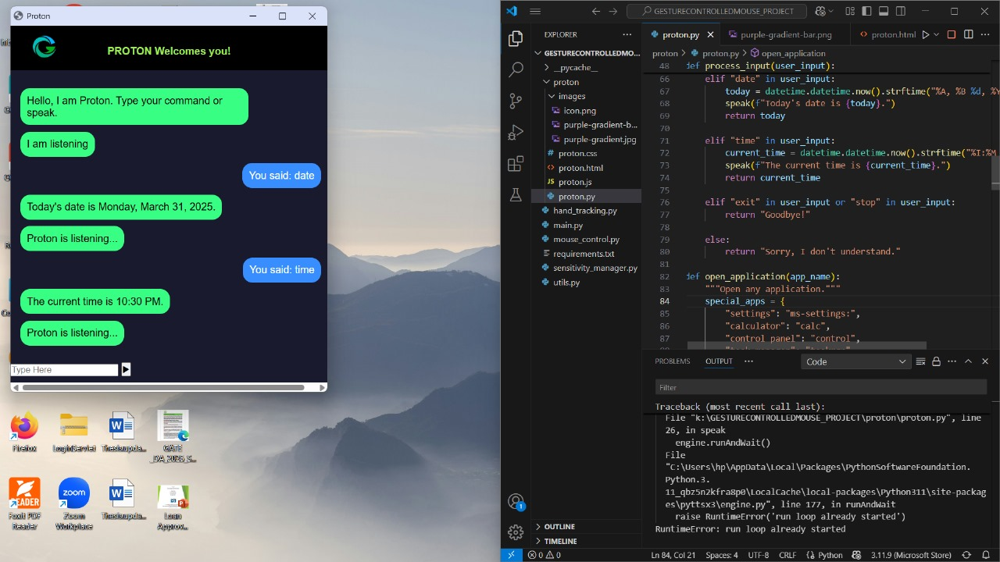 Proton
PROTON Welcomes you!
Hello, I am Proton. Type your command or
speak.
I am listening
You said: date
Today's date is Monday, March 31, 2025.
Proton is listening...
You said: time
The current time is 10:30 PM.
Proton is listening...
Type Here
Firefox
LoginServlet
Thesisupda...
GATE
_DA_2025_S...
Foxit PDF
Reader
Zoom
Workplace
Thesisupda...
Loan
Approv...
GESTURECONTROLLEDMOUSE_PROJECT
EXPLORER
GESTURECONTROLLEDMO...
__pycache__
proton
images
icon.png
purple-gradient-b...
purple-gradient.jpg
proton.css
proton.html
proton.js
proton.py
hand_tracking.py
main.py
mouse_control.py
requirements.txt
sensitivity_manager.py
utils.py
OUTLINE
TIMELINE
proton.py
purple-gradient-bar.png
proton.html
proton > proton.py > open_application
48 def process_input(user_input):
66 elif "date" in user_input:
67 today = datetime.datetime.now().strftime("%A, %B %d, %Y
68 speak(f"Today's date is {today}.")
69 return today
70
71 elif "time" in user_input:
72 current_time = datetime.datetime.now().strftime("%I:%M
73 speak(f"The current time is {current_time}.")
74 return current_time
75
76 elif "exit" in user_input or "stop" in user_input:
77 return "Goodbye!"
78
79 else:
80 return "Sorry, I don't understand."
81
82 def open_application(app_name):
83 """Open any application."""
84 special_apps = {
85 "settings": "ms-settings:",
86 "calculator": "calc",
87 "control panel": "control",
PROBLEMS
OUTPUT
Code
Filter
Traceback (most recent call last):
File "k:\GESTURECONTROLLEDMOUSE_PROJECT\proton\proton.py", line
26, in speak
engine.runAndWait()
File
"C:\Users\hp\AppData\Local\Packages\PythonSoftwareFoundation.
Python.3.
11_qbz5n2kfra8p0\LocalCache\local-packages\Python311\site-packag
es\pyttsx3\engine.py", line 177, in runAndWait
raise RuntimeError('run loop already started')
RuntimeError: run loop already started
1
0 0
Ln 84, Col 21
Spaces: 4
UTF-8
CRLF
Python
3.11.9 (Microsoft Store)